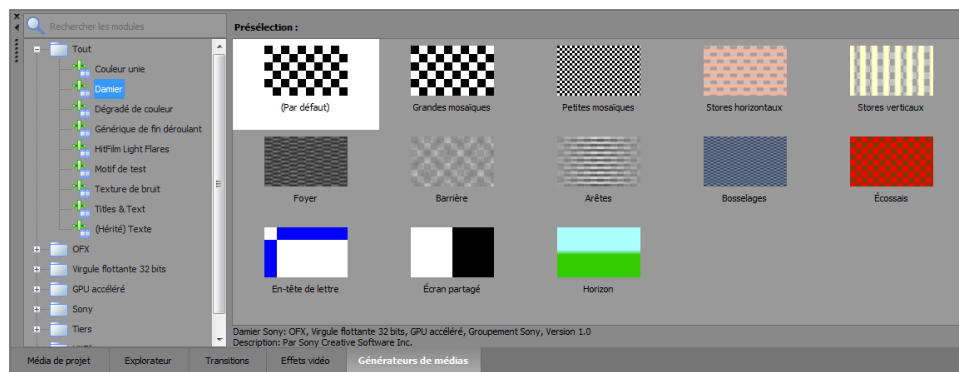 Rechercher les modules
Présélection :
Tout
Couleur unie
Damier
Dégradé de couleur
Générique de fin déroulant
HitFilm Light Flares
Motif de test
Texture de bruit
Titles & Text
(Hérité) Texte
OFX
Virgule flottante 32 bits
GPU accéléré
Sony
Tiers
(Par défaut)
Grandes mosaïques
Petites mosaïques
Stores horizontaux
Stores verticaux
Foyer
Barrière
Arêtes
Bosselages
Écossais
En-tête de lettre
Écran partagé
Horizon
Damier Sony: OFX, Virgule flottante 32 bits, GPU accéléré, Groupement Sony, Version 1.0
Description: Par Sony Creative Software Inc.
Média de projet
Explorateur
Transitions
Effets vidéo
Générateurs de médias